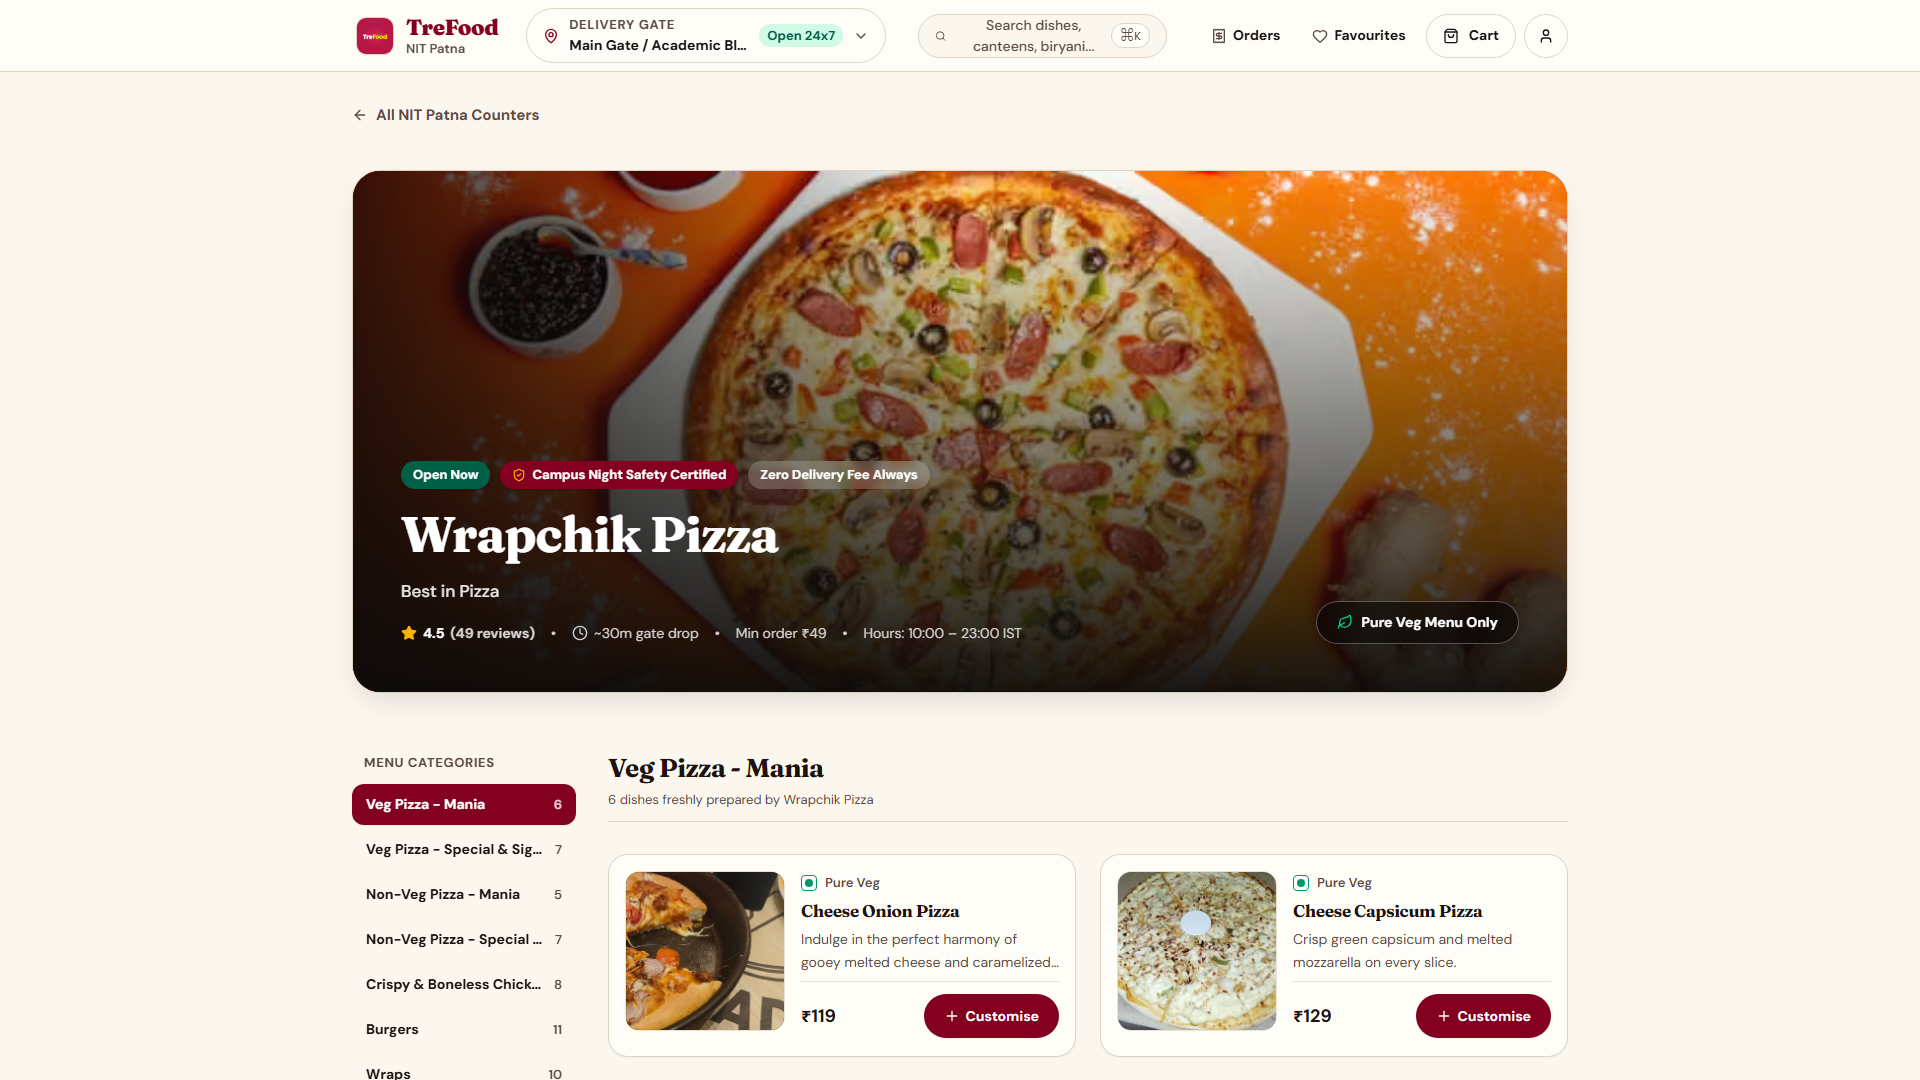 TreFood
TreFood
NIT Patna
DELIVERY GATE
Main Gate / Academic Bl...
Open 24x7
Search dishes,
canteens, biryani...
⌘K
Orders
Favourites
Cart
All NIT Patna Counters
Open Now
Campus Night Safety Certified
Zero Delivery Fee Always
Wrapchik Pizza
Best in Pizza
4.5 (49 reviews) • ~30m gate drop • Min order ₹49 • Hours: 10:00 – 23:00 IST
Pure Veg Menu Only
MENU CATEGORIES
Veg Pizza - Mania 6
Veg Pizza - Special & Sig... 7
Non-Veg Pizza - Mania 5
Non-Veg Pizza - Special ... 7
Crispy & Boneless Chick... 8
Burgers 11
Wraps 10
Veg Pizza - Mania
6 dishes freshly prepared by Wrapchik Pizza
Pure Veg
Cheese Onion Pizza
Indulge in the perfect harmony of
gooey melted cheese and caramelized...
₹119
+ Customise
Pure Veg
Cheese Capsicum Pizza
Crisp green capsicum and melted
mozzarella on every slice.
₹129
+ Customise